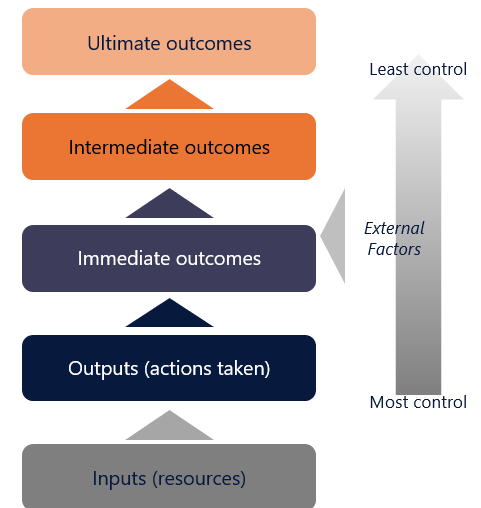 Ultimate outcomes
Least control
Intermediate outcomes
External
Factors
Immediate outcomes
Outputs (actions taken)
Most control
Inputs (resources)